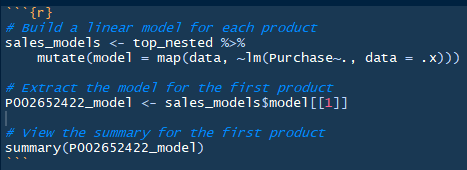 ```{r}
# Build a linear model for each product
sales_models <- top_nested %>%
mutate(model = map(data, ~lm(Purchase~., data = .x)))
# Extract the model for the first product
P002652422_model <- sales_models$model[[1]]
# View the summary for the first product
summary(P002652422_model)
```